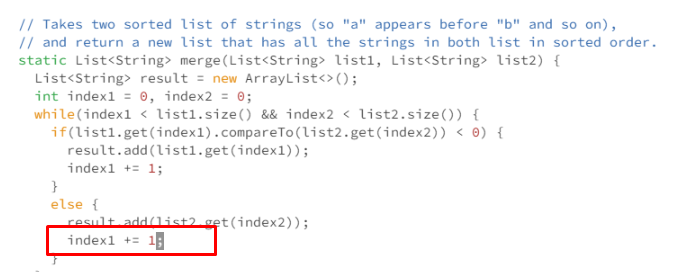 // Takes two sorted list of strings (so "a" appears before "b" and so on),
// and return a new list that has all the strings in both list in sorted order.
static List<String> merge(List<String> list1, List<String> list2) {
List<String> result = new ArrayList<>();
int index1 = 0, index2 = 0;
while(index1 < list1.size() && index2 < list2.size()) {
if(list1.get(index1).compareTo(list2.get(index2)) < 0) {
result.add(list1.get(index1));
index1 += 1;
}
else {
result.add(list2.get(index2));
index1 += 1;
}